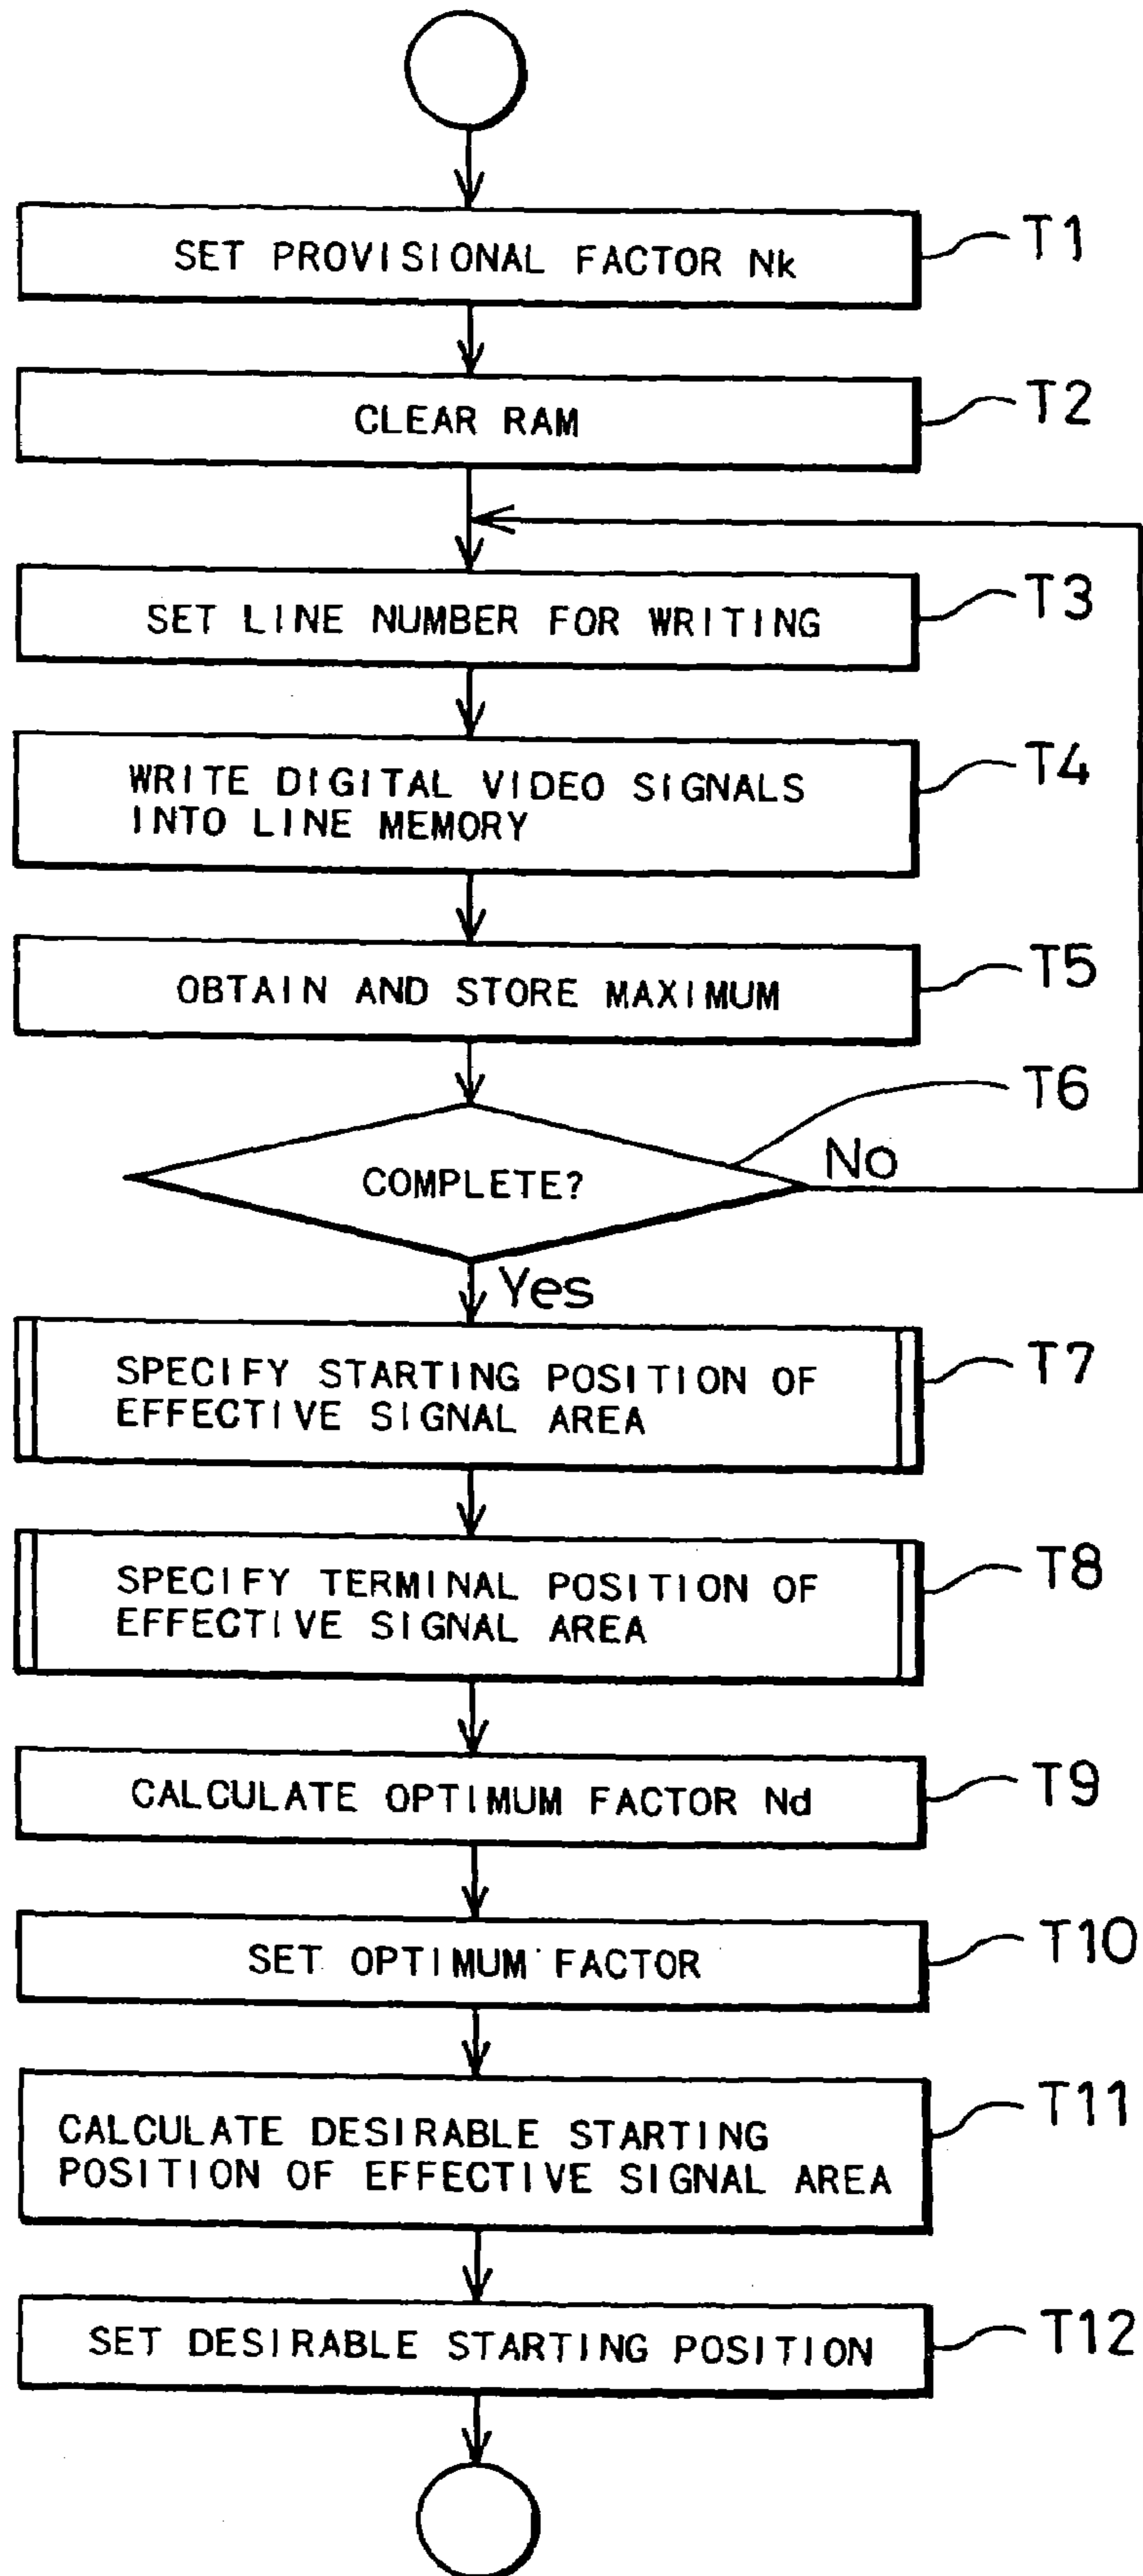 SET PROVISIONAL FACTOR Nk
T1
CLEAR RAM
T2
SET LINE NUMBER FOR WRITING
T3
WRITE DIGITAL VIDEO SIGNALS
INTO LINE MEMORY
T4
OBTAIN AND STORE MAXIMUM
T5
T6
COMPLETE?
No
Yes
SPECIFY STARTING POSITION OF
EFFECTIVE SIGNAL AREA
T7
SPECIFY TERMINAL POSITION OF
EFFECTIVE SIGNAL AREA
T8
CALCULATE OPTIMUM FACTOR Nd
T9
SET OPTIMUM FACTOR
T10
CALCULATE DESIRABLE STARTING
POSITION OF EFFECTIVE SIGNAL AREA
T11
SET DESIRABLE STARTING POSITION
T12